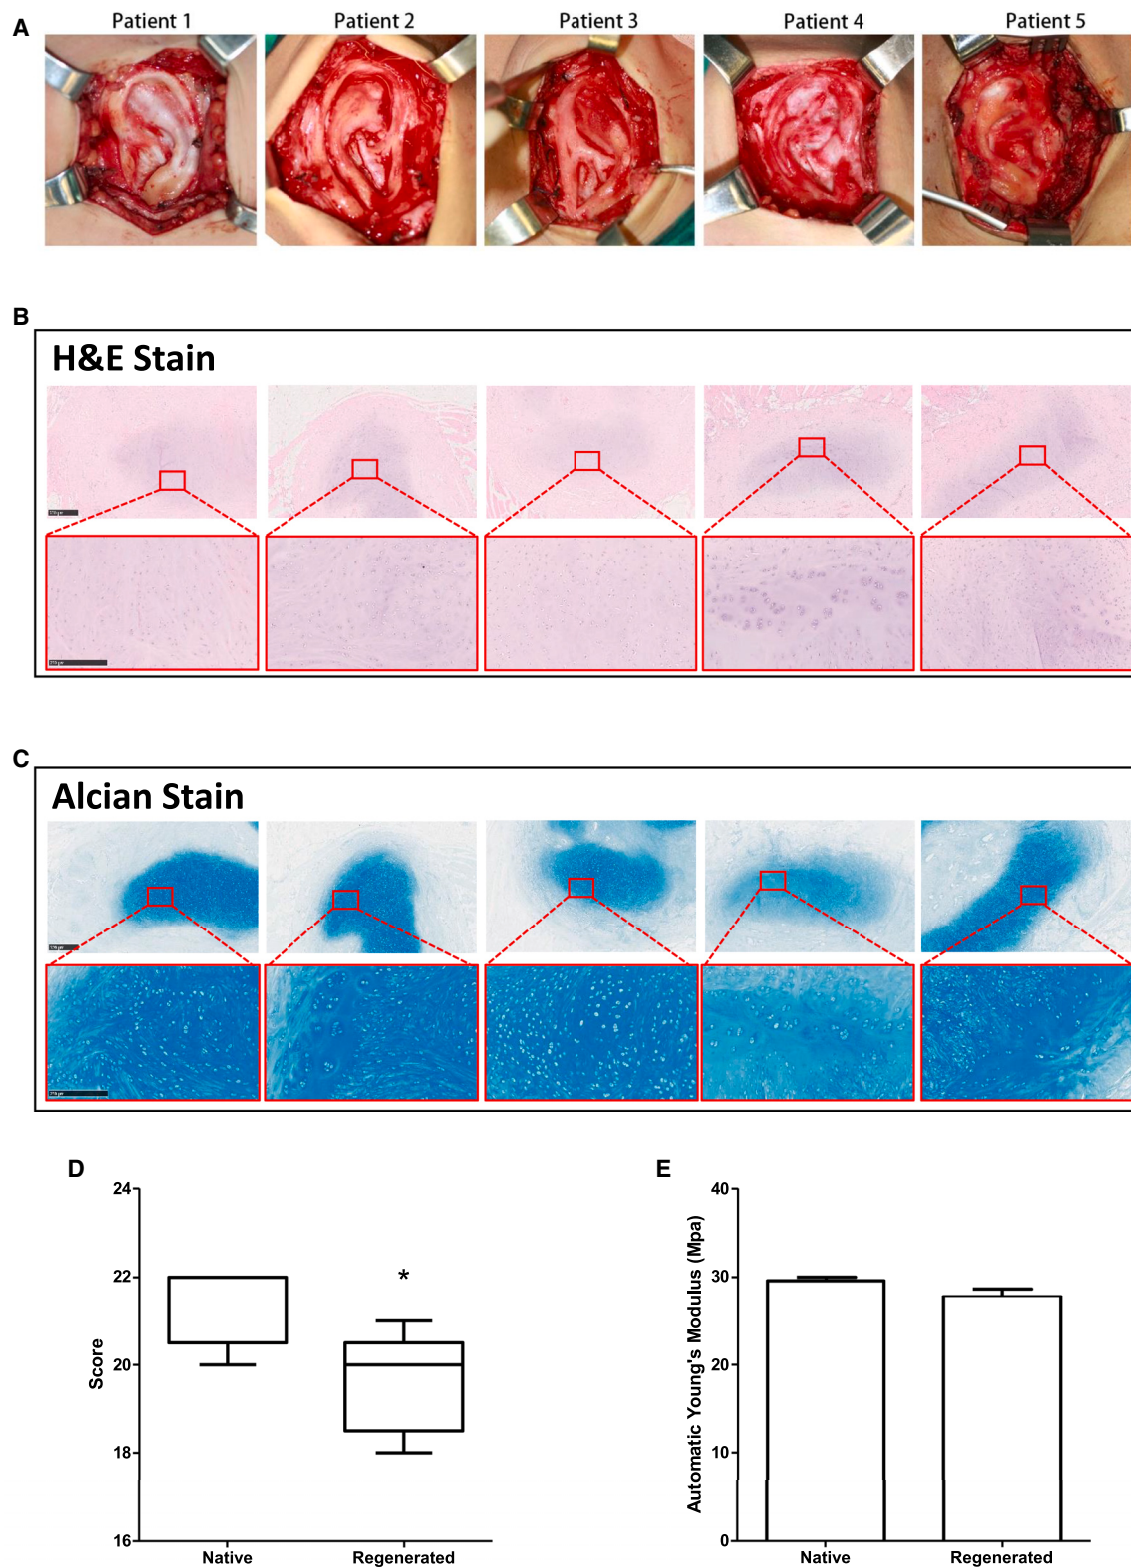 A
Patient 1 Patient 2 Patient 3 Patient 4 Patient 5
B
H&E Stain
C
Alcian Stain
D
24
22
20
18
16
Score
*
Native Regenerated
E
40
30
20
10
0
Automatic Young's Modulus (Mpa)
Native Regenerated